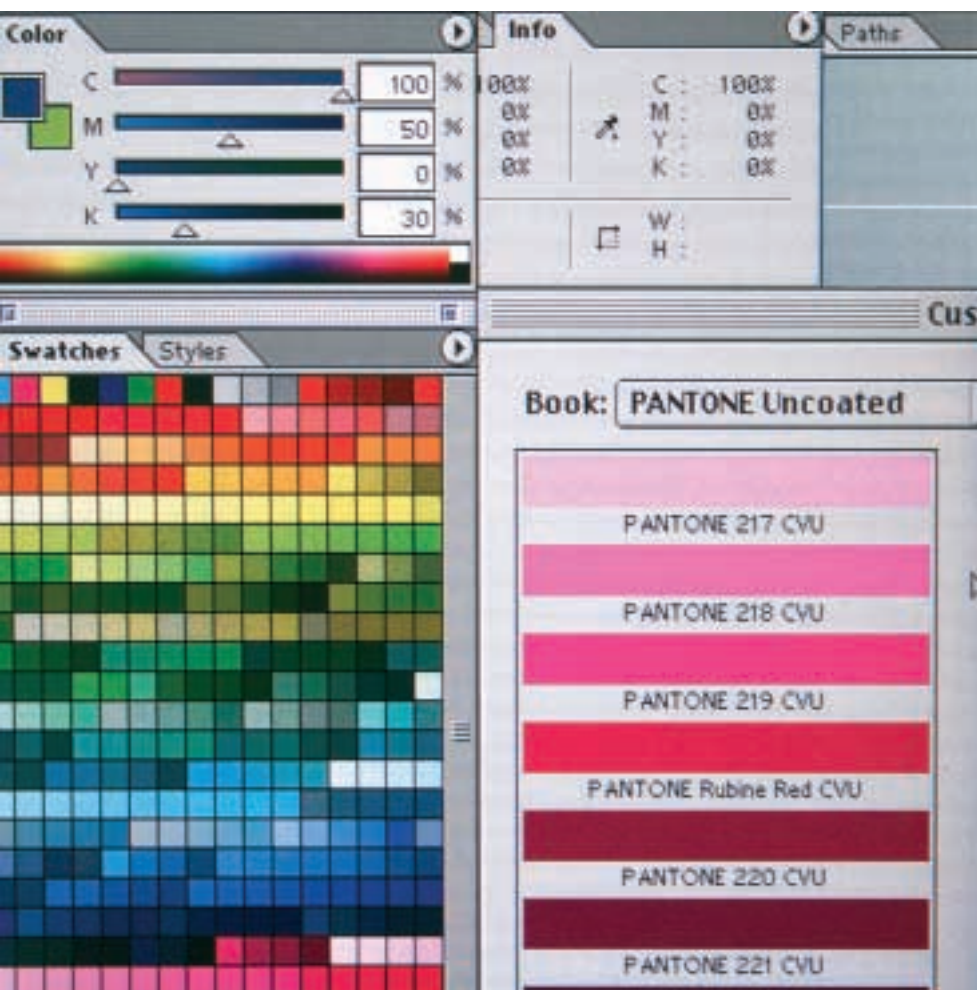 Color
C 100 %
M 50 %
Y 0 %
K 30 %
Info
100% C : 100%
0% M : 0%
0% Y : 0%
0% K : 0%
W :
H :
Paths
Swatches Styles
Cus
Book: PANTONE Uncoated
PANTONE 217 CVU
PANTONE 218 CVU
PANTONE 219 CVU
PANTONE Rubine Red CVU
PANTONE 220 CVU
PANTONE 221 CVU